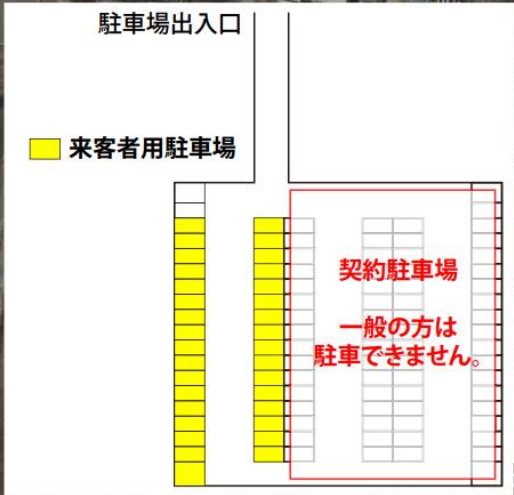 駐車場出入口
来客者用駐車場
契約駐車場
一般の方は
駐車できません。